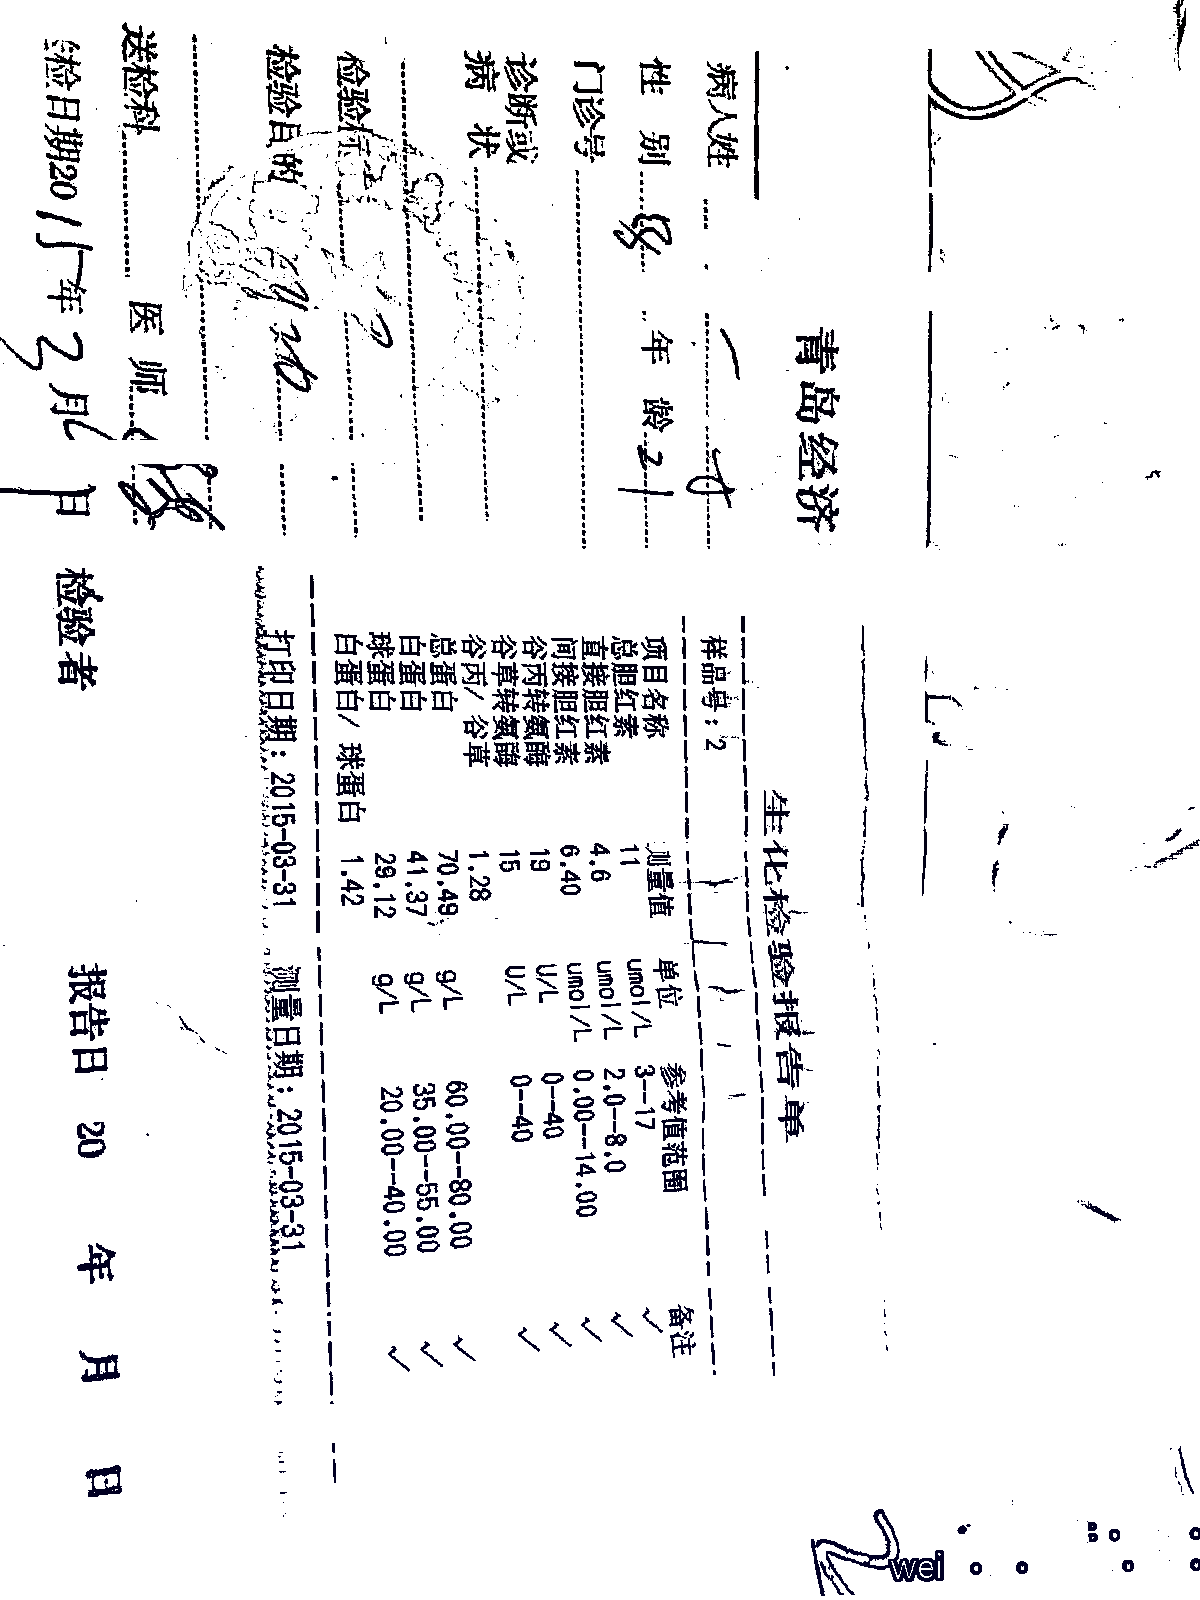 青岛经济
病人姓
性 别 年 龄 21
门诊号
诊断或
病 状
检验标
检验目的
送检科 医 师
送检日期2015年3月 日
生化检验报告单
样品号：2
项目名称 测量值 单位 参考值范围 备注
总胆红素 11 umol/L 3--17 ✓
直接胆红素 4.6 umol/L 2.0--8.0 ✓
间接胆红素 6.40 umol/L 0.00--14.00 ✓
谷丙转氨酶 19 U/L 0--40 ✓
谷草转氨酶 15 U/L 0--40 ✓
谷丙/ 谷草 1.28
总蛋白 70.49 g/L 60.00--80.00 ✓
白蛋白 41.37 g/L 35.00--55.00 ✓
球蛋白 29.12 g/L 20.00--40.00 ✓
白蛋白/ 球蛋白 1.42
打印日期：2015-03-31 测量日期：2015-03-31
检验者 报告日 20 年 月 日
wei